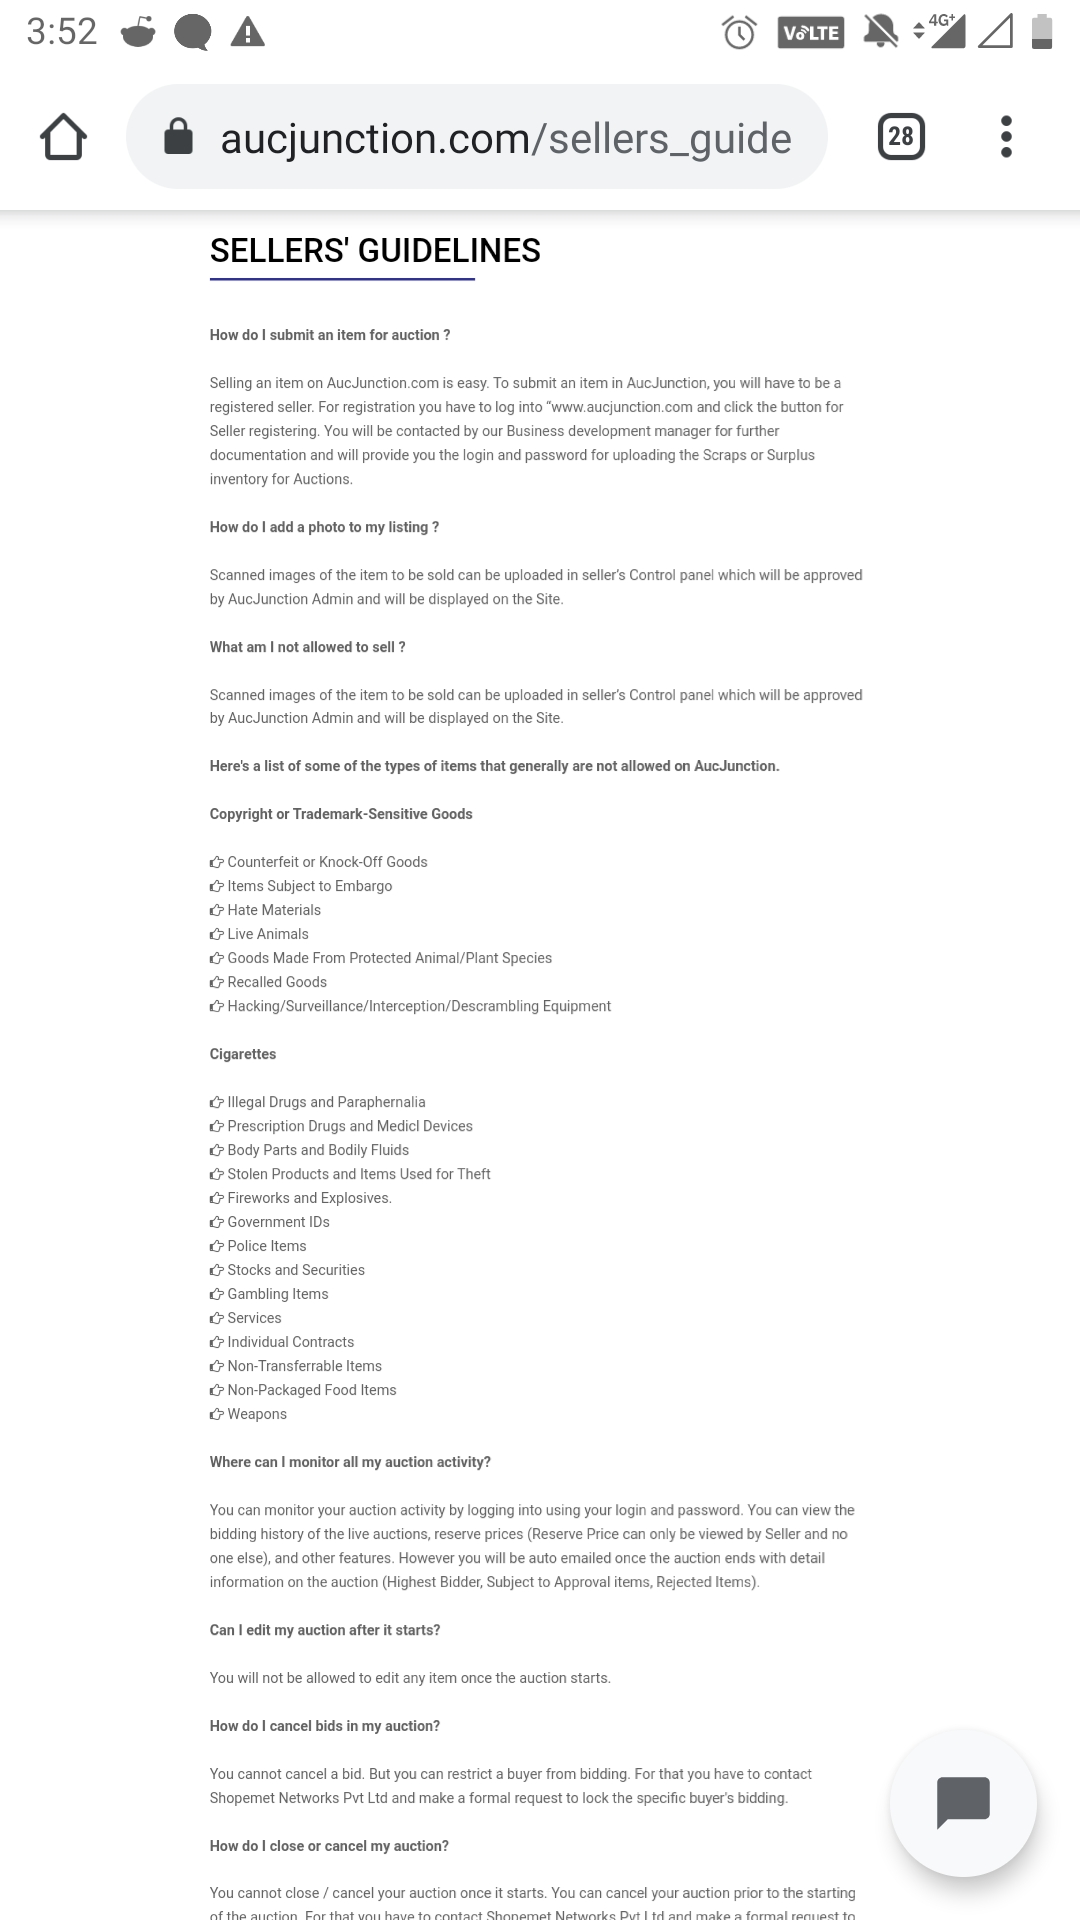 3:52
VoLTE
4G+
aucjunction.com/sellers_guide
28
SELLERS' GUIDELINES
How do I submit an item for auction ?
Selling an item on AucJunction.com is easy. To submit an item in AucJunction, you will have to be a
registered seller. For registration you have to log into “www.aucjunction.com and click the button for
Seller registering. You will be contacted by our Business development manager for further
documentation and will provide you the login and password for uploading the Scraps or Surplus
inventory for Auctions.
How do I add a photo to my listing ?
Scanned images of the item to be sold can be uploaded in seller’s Control panel which will be approved
by AucJunction Admin and will be displayed on the Site.
What am I not allowed to sell ?
Scanned images of the item to be sold can be uploaded in seller’s Control panel which will be approved
by AucJunction Admin and will be displayed on the Site.
Here's a list of some of the types of items that generally are not allowed on AucJunction.
Copyright or Trademark-Sensitive Goods
Counterfeit or Knock-Off Goods
Items Subject to Embargo
Hate Materials
Live Animals
Goods Made From Protected Animal/Plant Species
Recalled Goods
Hacking/Surveillance/Interception/Descrambling Equipment
Cigarettes
Illegal Drugs and Paraphernalia
Prescription Drugs and Medicl Devices
Body Parts and Bodily Fluids
Stolen Products and Items Used for Theft
Fireworks and Explosives.
Government IDs
Police Items
Stocks and Securities
Gambling Items
Services
Individual Contracts
Non-Transferrable Items
Non-Packaged Food Items
Weapons
Where can I monitor all my auction activity?
You can monitor your auction activity by logging into using your login and password. You can view the
bidding history of the live auctions, reserve prices (Reserve Price can only be viewed by Seller and no
one else), and other features. However you will be auto emailed once the auction ends with detail
information on the auction (Highest Bidder, Subject to Approval items, Rejected Items).
Can I edit my auction after it starts?
You will not be allowed to edit any item once the auction starts.
How do I cancel bids in my auction?
You cannot cancel a bid. But you can restrict a buyer from bidding. For that you have to contact
Shopemet Networks Pvt Ltd and make a formal request to lock the specific buyer's bidding.
How do I close or cancel my auction?
You cannot close / cancel your auction once it starts. You can cancel your auction prior to the starting
of the auction. For that you have to contact Shopemet Networks Pvt Ltd and make a formal request to